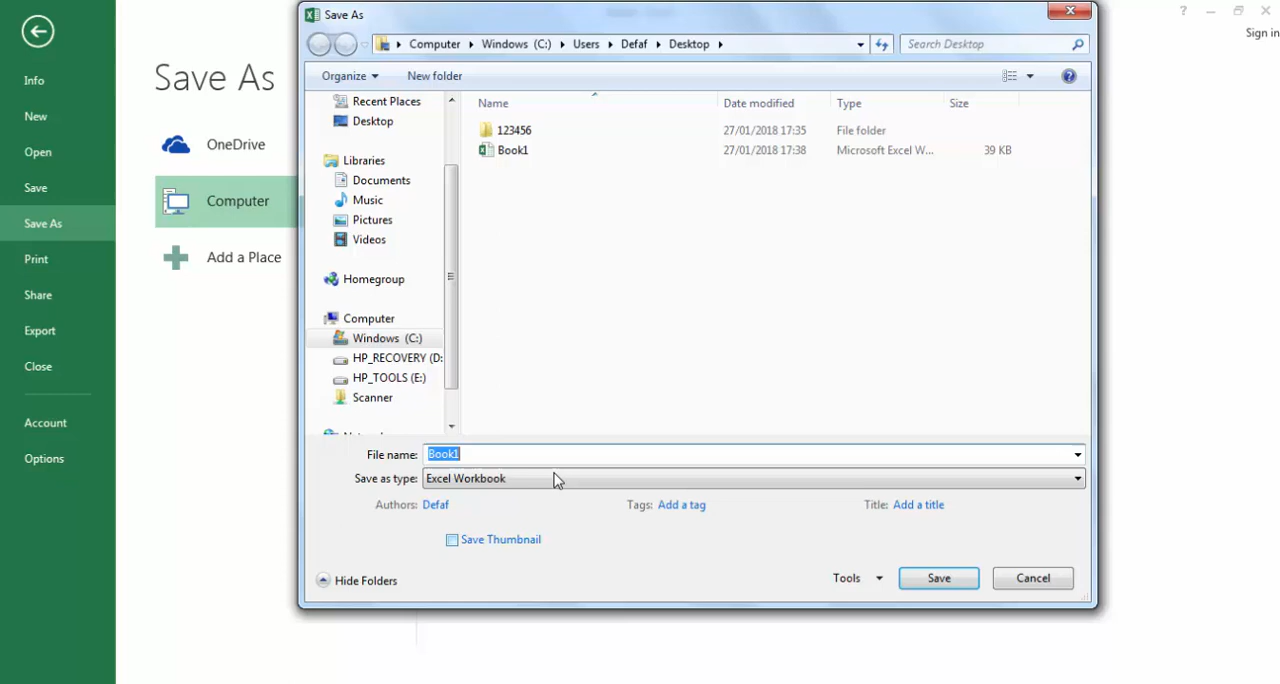 Save As
?
Sign in
Info
New
Open
Save
Save As
Print
Share
Export
Close
Account
Options
Save As
OneDrive
Computer
Add a Place
Computer Windows (C:) Users Defaf Desktop
Search Desktop
Organize New folder
?
Recent Places
Desktop
Libraries
Documents
Music
Pictures
Videos
Homegroup
Computer
Windows (C:)
HP_RECOVERY (D:
HP_TOOLS (E:)
Scanner
Name Date modified Type Size
123456 27/01/2018 17:35 File folder
Book1 27/01/2018 17:38 Microsoft Excel W... 39 KB
File name: Book1
Save as type: Excel Workbook
Authors: Defaf Tags: Add a tag Title: Add a title
Save Thumbnail
Hide Folders
Tools Save Cancel